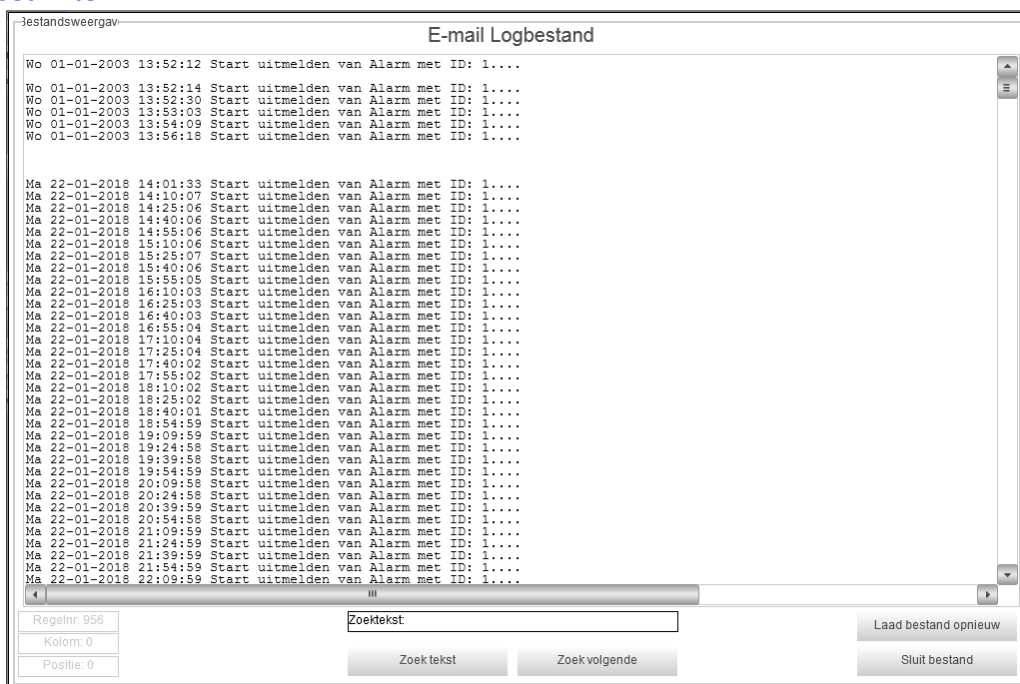 Bestandsweergav
E-mail Logbestand
Wo 01-01-2003 13:52:12 Start uitmelden van Alarm met ID: 1....
Wo 01-01-2003 13:52:14 Start uitmelden van Alarm met ID: 1....
Wo 01-01-2003 13:52:30 Start uitmelden van Alarm met ID: 1....
Wo 01-01-2003 13:53:03 Start uitmelden van Alarm met ID: 1....
Wo 01-01-2003 13:54:09 Start uitmelden van Alarm met ID: 1....
Wo 01-01-2003 13:56:18 Start uitmelden van Alarm met ID: 1....
Ma 22-01-2018 14:01:33 Start uitmelden van Alarm met ID: 1....
Ma 22-01-2018 14:10:07 Start uitmelden van Alarm met ID: 1....
Ma 22-01-2018 14:25:06 Start uitmelden van Alarm met ID: 1....
Ma 22-01-2018 14:40:06 Start uitmelden van Alarm met ID: 1....
Ma 22-01-2018 14:55:06 Start uitmelden van Alarm met ID: 1....
Ma 22-01-2018 15:10:06 Start uitmelden van Alarm met ID: 1....
Ma 22-01-2018 15:25:07 Start uitmelden van Alarm met ID: 1....
Ma 22-01-2018 15:40:06 Start uitmelden van Alarm met ID: 1....
Ma 22-01-2018 15:55:05 Start uitmelden van Alarm met ID: 1....
Ma 22-01-2018 16:10:03 Start uitmelden van Alarm met ID: 1....
Ma 22-01-2018 16:25:03 Start uitmelden van Alarm met ID: 1....
Ma 22-01-2018 16:40:03 Start uitmelden van Alarm met ID: 1....
Ma 22-01-2018 16:55:04 Start uitmelden van Alarm met ID: 1....
Ma 22-01-2018 17:10:04 Start uitmelden van Alarm met ID: 1....
Ma 22-01-2018 17:25:04 Start uitmelden van Alarm met ID: 1....
Ma 22-01-2018 17:40:02 Start uitmelden van Alarm met ID: 1....
Ma 22-01-2018 17:55:02 Start uitmelden van Alarm met ID: 1....
Ma 22-01-2018 18:10:02 Start uitmelden van Alarm met ID: 1....
Ma 22-01-2018 18:25:02 Start uitmelden van Alarm met ID: 1....
Ma 22-01-2018 18:40:01 Start uitmelden van Alarm met ID: 1....
Ma 22-01-2018 18:54:59 Start uitmelden van Alarm met ID: 1....
Ma 22-01-2018 19:09:59 Start uitmelden van Alarm met ID: 1....
Ma 22-01-2018 19:24:58 Start uitmelden van Alarm met ID: 1....
Ma 22-01-2018 19:39:58 Start uitmelden van Alarm met ID: 1....
Ma 22-01-2018 19:54:59 Start uitmelden van Alarm met ID: 1....
Ma 22-01-2018 20:09:58 Start uitmelden van Alarm met ID: 1....
Ma 22-01-2018 20:24:58 Start uitmelden van Alarm met ID: 1....
Ma 22-01-2018 20:39:59 Start uitmelden van Alarm met ID: 1....
Ma 22-01-2018 20:54:58 Start uitmelden van Alarm met ID: 1....
Ma 22-01-2018 21:09:59 Start uitmelden van Alarm met ID: 1....
Ma 22-01-2018 21:24:59 Start uitmelden van Alarm met ID: 1....
Ma 22-01-2018 21:39:59 Start uitmelden van Alarm met ID: 1....
Ma 22-01-2018 21:54:59 Start uitmelden van Alarm met ID: 1....
Ma 22-01-2018 22:09:59 Start uitmelden van Alarm met ID: 1....
Regelnr: 956
Zoektekst:
Laad bestand opnieuw
Kolom: 0
Positie: 0
Zoek tekst
Zoek volgende
Sluit bestand